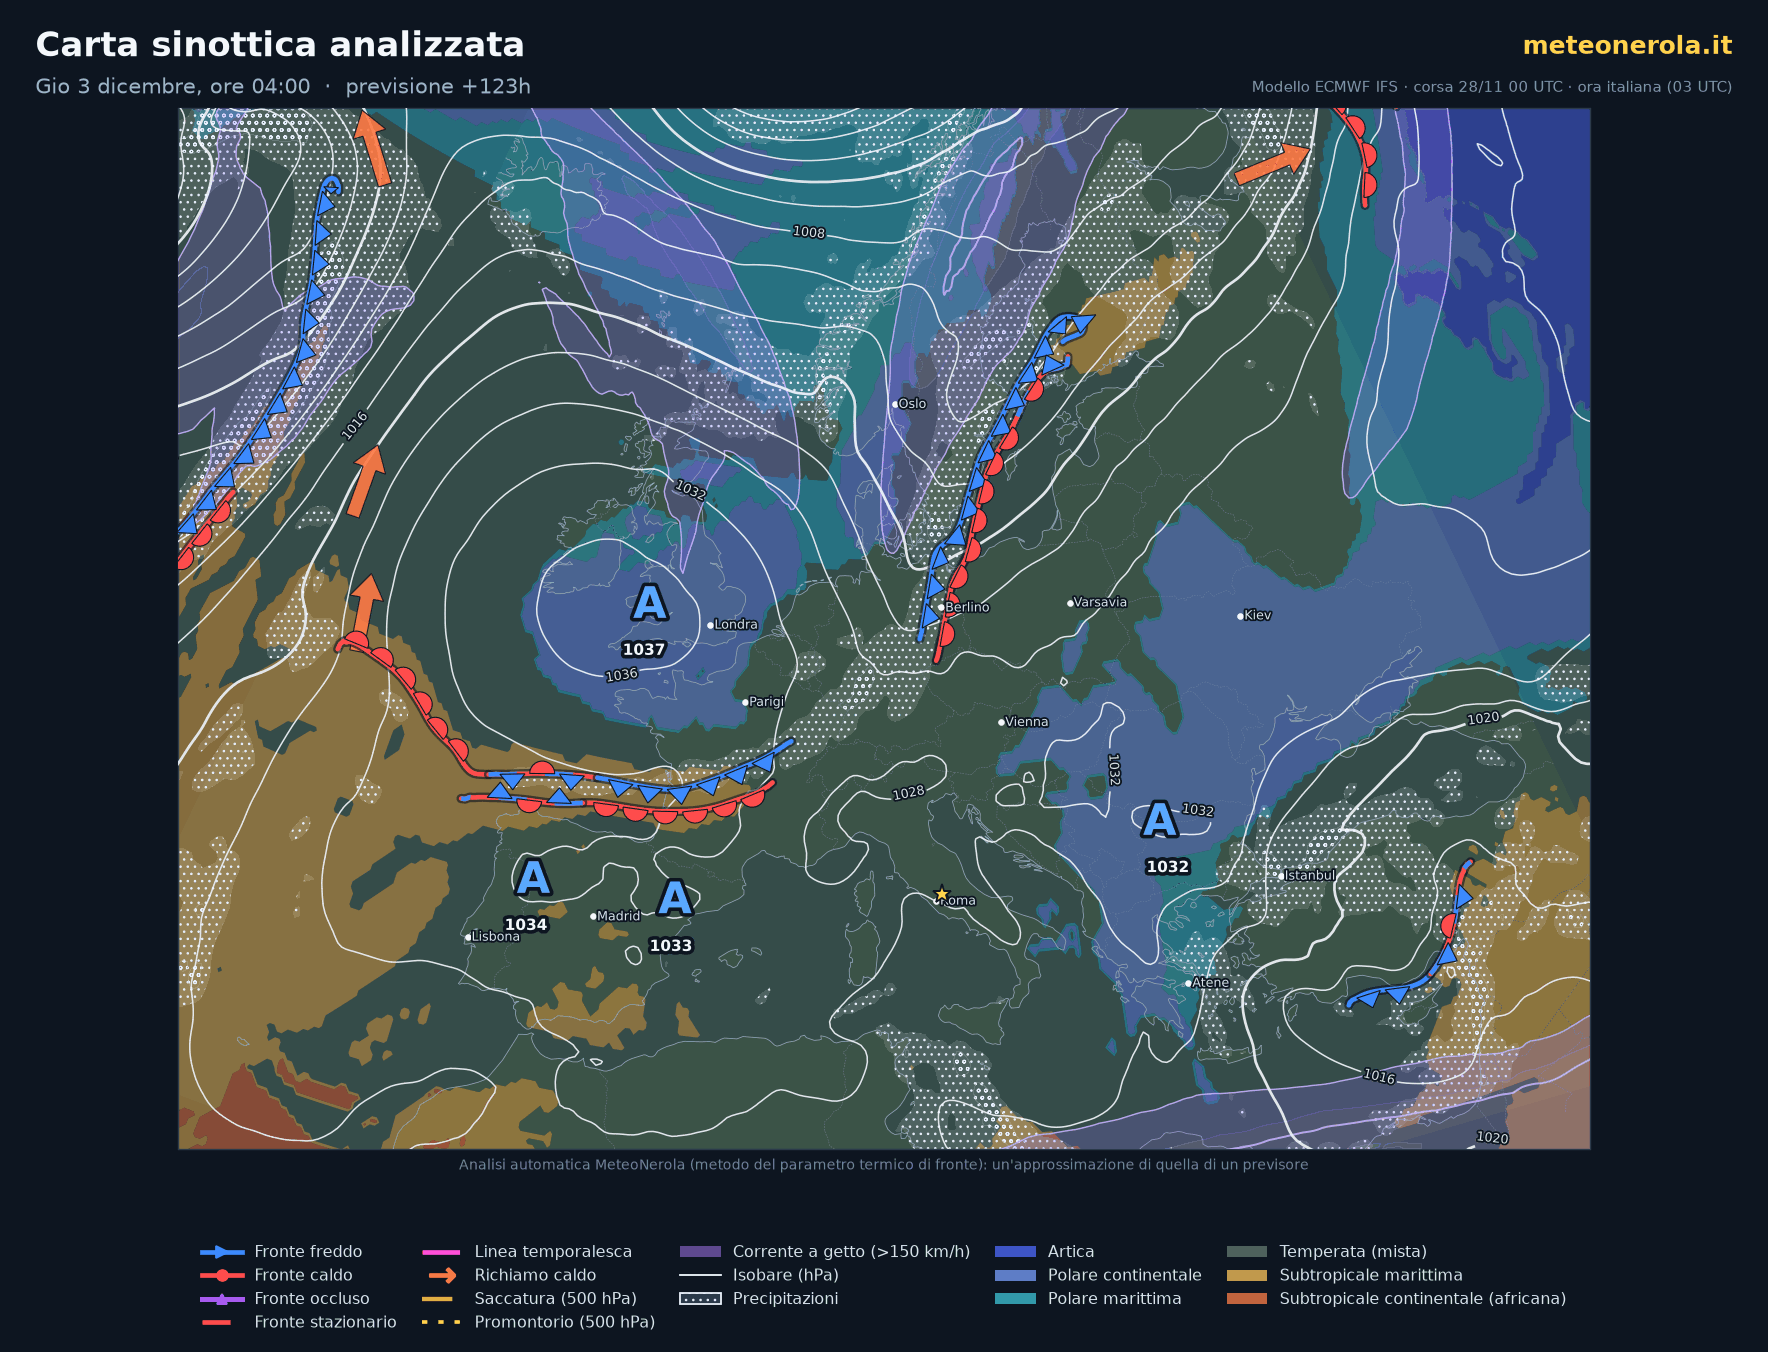 Carta sinottica analizzata
meteonerola.it
Gio 3 dicembre, ore 04:00 · previsione +123h
Modello ECMWF IFS · corsa 28/11 00 UTC · ora italiana (03 UTC)
1008
1016
Oslo
1032
A
1037
Londra
Berlino
Varsavia
Kiev
1036
Parigi
Vienna
1020
1032
1028
A
1032
1032
A
1034
A
1033
Madrid
Lisbona
Roma
Istanbul
Atene
1016
1020
Analisi automatica MeteoNerola (metodo del parametro termico di fronte): un'approssimazione di quella di un previsore
Fronte freddo
Fronte caldo
Fronte occluso
Fronte stazionario
Linea temporalesca
Richiamo caldo
Saccatura (500 hPa)
Promontorio (500 hPa)
Corrente a getto (>150 km/h)
Isobare (hPa)
Precipitazioni
Artica
Polare continentale
Polare marittima
Temperata (mista)
Subtropicale marittima
Subtropicale continentale (africana)